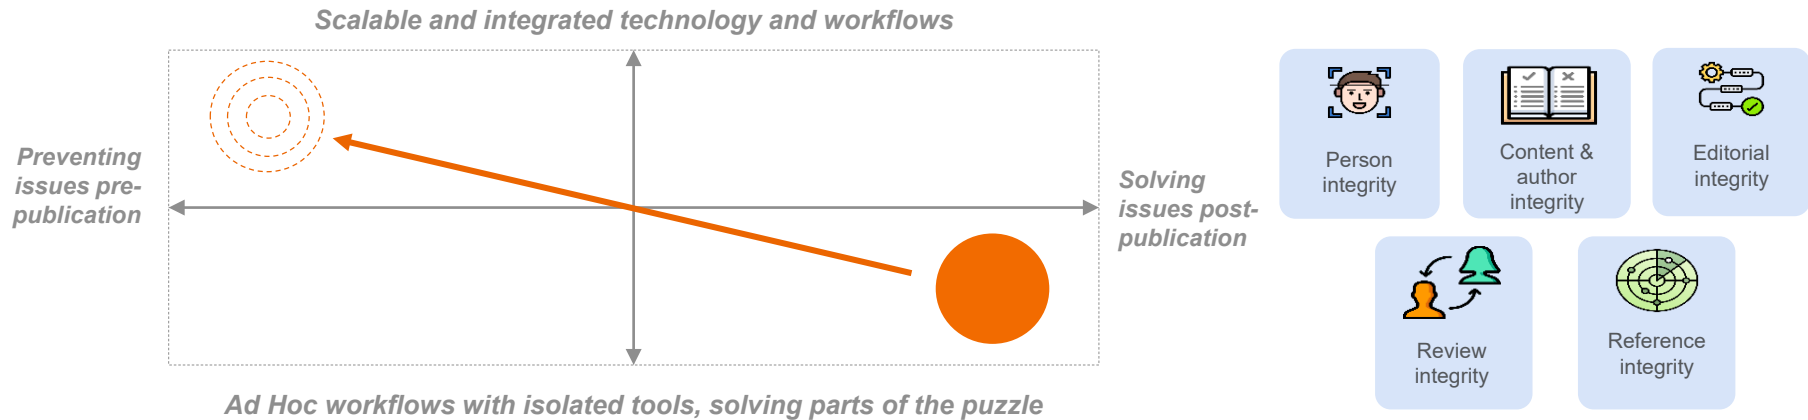 Scalable and integrated technology and workflows
Preventing
issues pre-
publication
Solving
issues post-
publication
Ad Hoc workflows with isolated tools, solving parts of the puzzle
Person
integrity
Content &
author
integrity
Editorial
integrity
Review
integrity
Reference
integrity